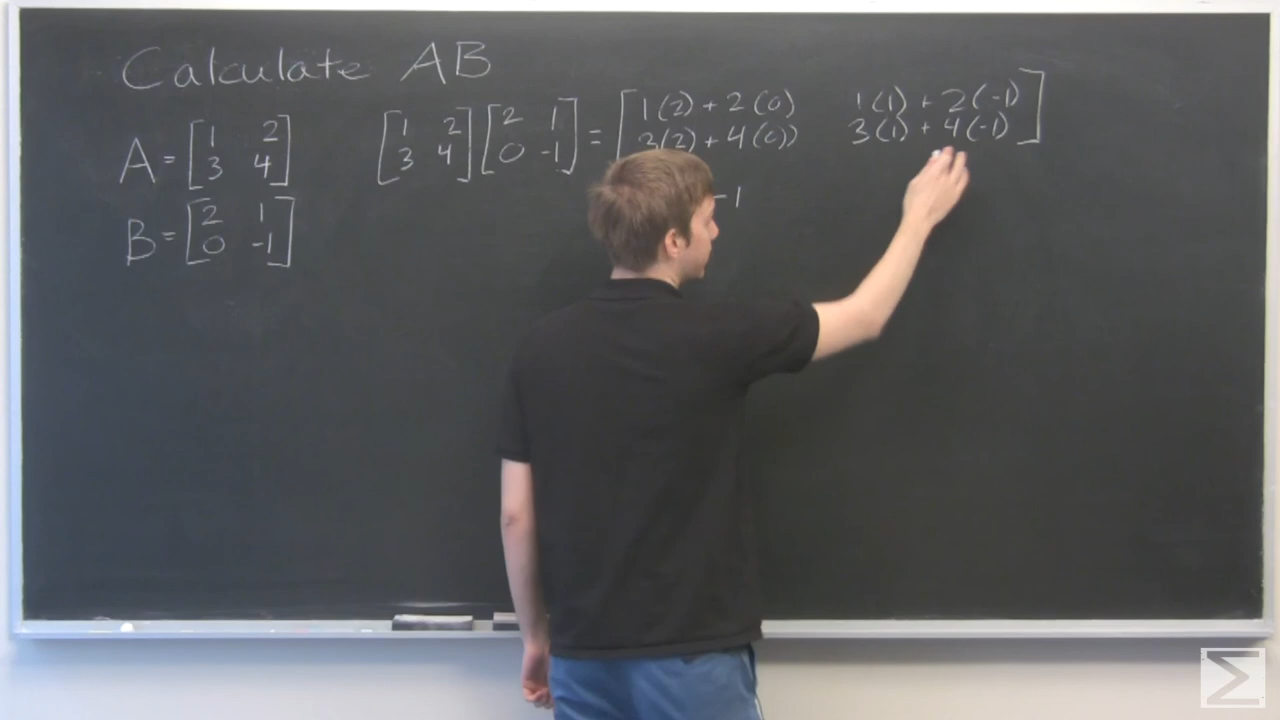 Calculate AB
A = [1 2
3 4]
B = [2 1
0 -1]
[1 2
3 4] [2 1
0 -1] = [1(2) + 2(0) 1(1) + 2(-1)
3(2) + 4(0) 3(1) + 4(-1)]
-1
Σ